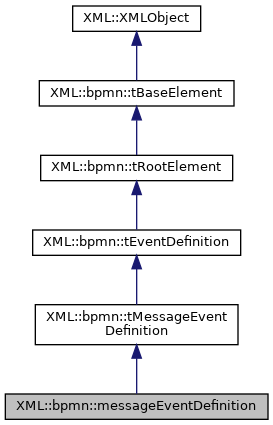 XML::XMLObject
XML::bpmn::tBaseElement
XML::bpmn::tRootElement
XML::bpmn::tEventDefinition
XML::bpmn::tMessageEvent
Definition
XML::bpmn::messageEventDefinition